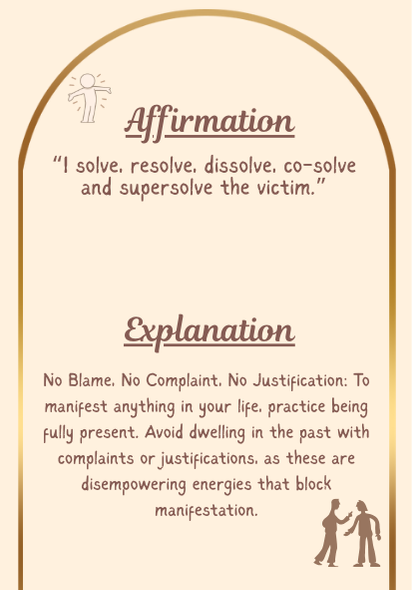 Affirmation
“I solve, resolve, dissolve, co-solve
and supersolve the victim.”
Explanation
No Blame, No Complaint, No Justification: To
manifest anything in your life, practice being
fully present. Avoid dwelling in the past with
complaints or justifications, as these are
disempowering energies that block
manifestation.